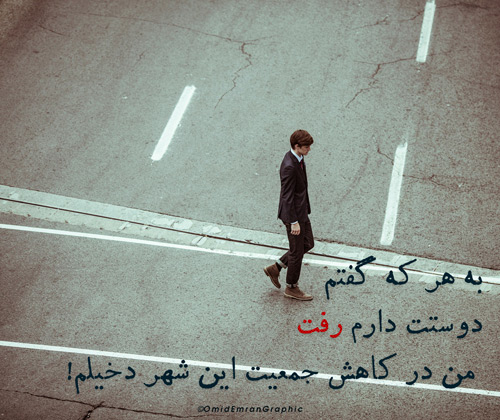 به هر که گفتم
دوستت دارم رفت
من در کاهش جمعیت این شهر دخیلم!
©OmidEmranGraphic